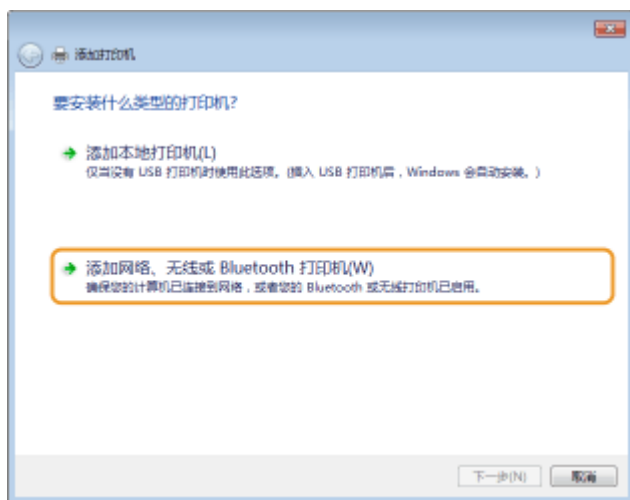 添加打印机
要安装什么类型的打印机?
添加本地打印机(L)
仅当没有 USB 打印机时使用此选项。(插入 USB 打印机后，Windows 会自动安装。)
添加网络、无线或 Bluetooth 打印机(W)
确保您的计算机已连接到网络，或者您的 Bluetooth 或无线打印机已启用。
下一步(N) 取消